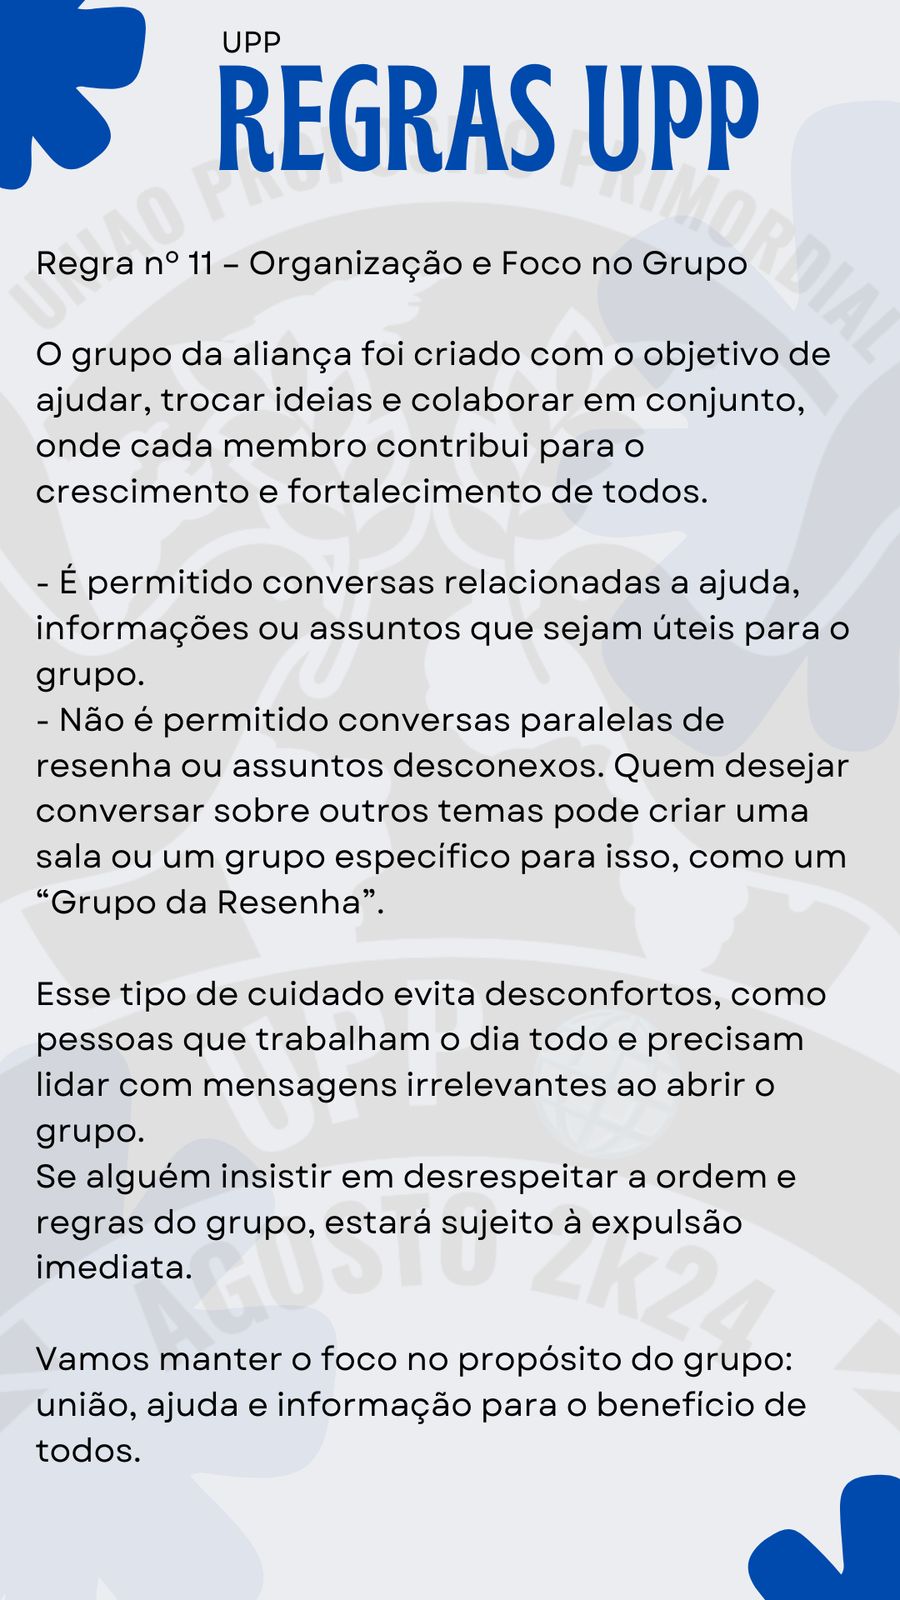 UPP
REGRAS UPP
UNIAO PROPOSITO PRIMORDIAL
Regra nº 11 – Organização e Foco no Grupo
O grupo da aliança foi criado com o objetivo de
ajudar, trocar ideias e colaborar em conjunto,
onde cada membro contribui para o
crescimento e fortalecimento de todos.
- É permitido conversas relacionadas a ajuda,
informações ou assuntos que sejam úteis para o
grupo.
- Não é permitido conversas paralelas de
resenha ou assuntos desconexos. Quem desejar
conversar sobre outros temas pode criar uma
sala ou um grupo específico para isso, como um
“Grupo da Resenha”.
Esse tipo de cuidado evita desconfortos, como
pessoas que trabalham o dia todo e precisam
lidar com mensagens irrelevantes ao abrir o
grupo.
UPP
Se alguém insistir em desrespeitar a ordem e
regras do grupo, estará sujeito à expulsão
imediata.
AGOSTO 2k24
Vamos manter o foco no propósito do grupo:
união, ajuda e informação para o benefício de
todos.